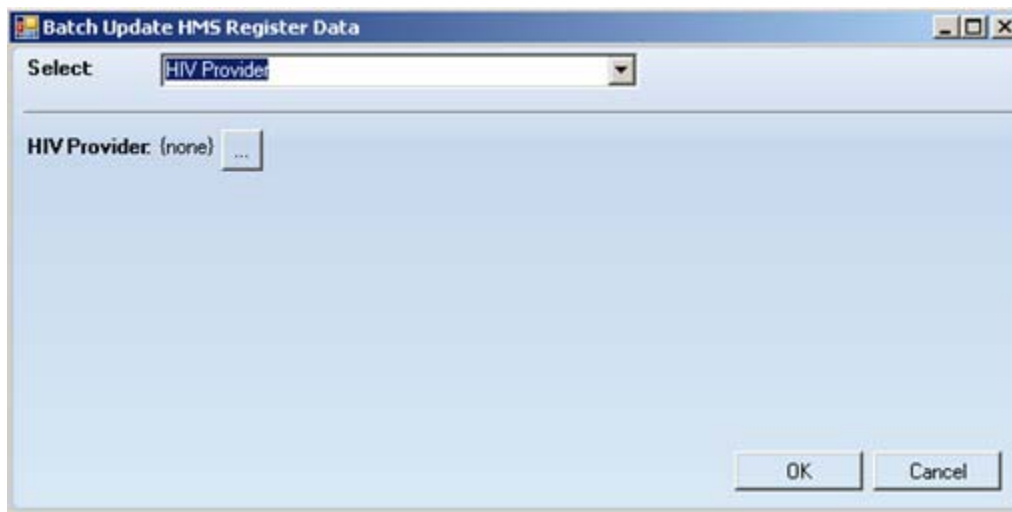 Batch Update HMS Register Data
Select:
HIV Provider
HIV Provider: {none} ...
OK Cancel